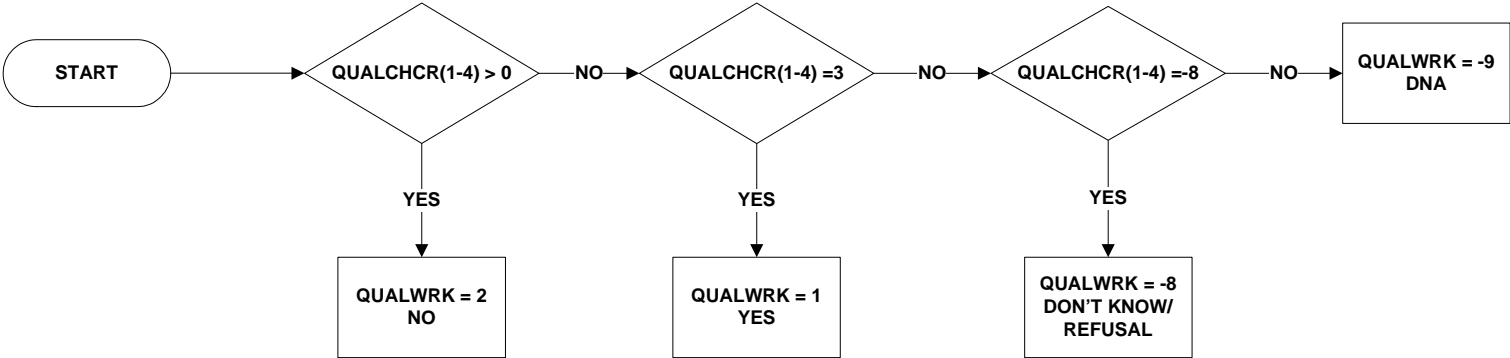 START
QUALCHCR(1-4) > 0
NO
QUALCHCR(1-4) =3
NO
QUALCHCR(1-4) =-8
NO
QUALWRK = -9
DNA
YES
YES
YES
QUALWRK = 2
NO
QUALWRK = 1
YES
QUALWRK = -8
DON'T KNOW/
REFUSAL